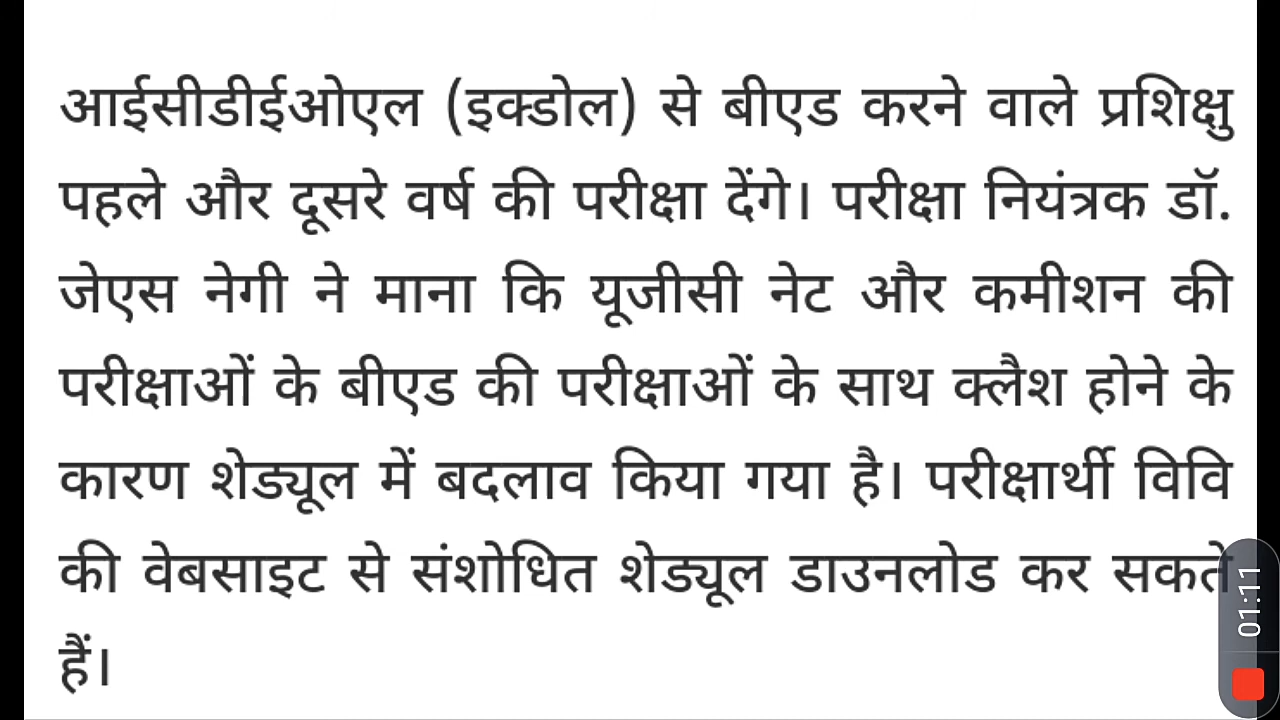 आईसीडीईओएल (इक्डोल) से बीएड करने वाले प्रशिक्षु
पहले और दूसरे वर्ष की परीक्षा देंगे। परीक्षा नियंत्रक डॉ.
जेएस नेगी ने माना कि यूजीसी नेट और कमीशन की
परीक्षाओं के बीएड की परीक्षाओं के साथ क्लैश होने के
कारण शेड्यूल में बदलाव किया गया है। परीक्षार्थी विवि
की वेबसाइट से संशोधित शेड्यूल डाउनलोड कर सकते
हैं।
01:11